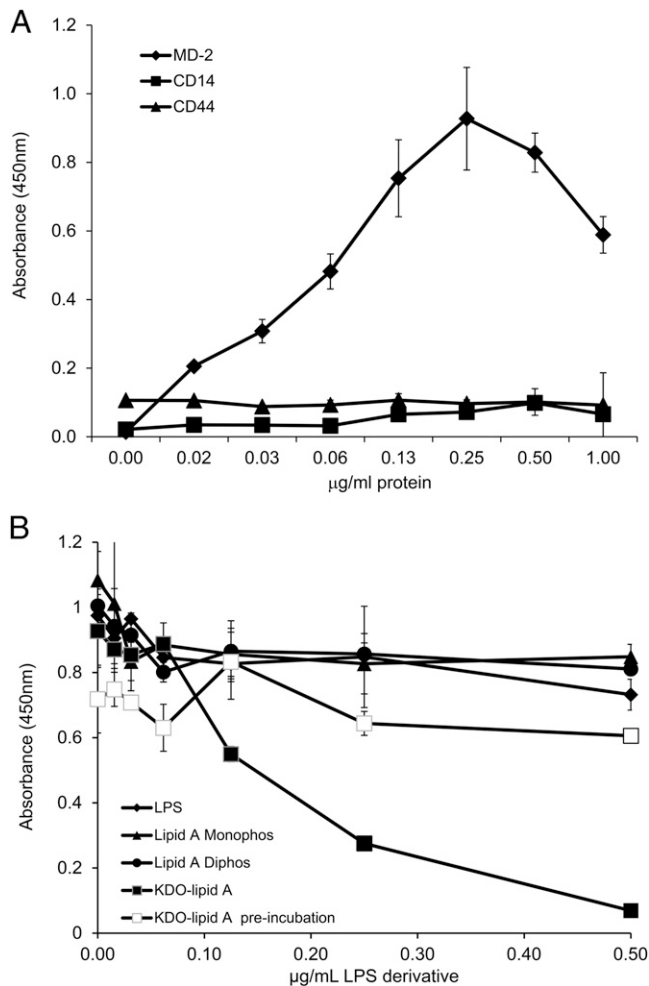 A
1.2
1.0
0.8
0.6
0.4
0.2
0.0
Absorbance (450nm)
MD-2
CD14
CD44
0.00 0.02 0.03 0.06 0.13 0.25 0.50 1.00
µg/ml protein
B
1.2
1
0.8
0.6
0.4
0.2
0
Absorbance (450nm)
LPS
Lipid A Monophos
Lipid A Diphos
KDO-lipid A
KDO-lipid A pre-incubation
0.00 0.10 0.20 0.30 0.40 0.50
µg/mL LPS derivative